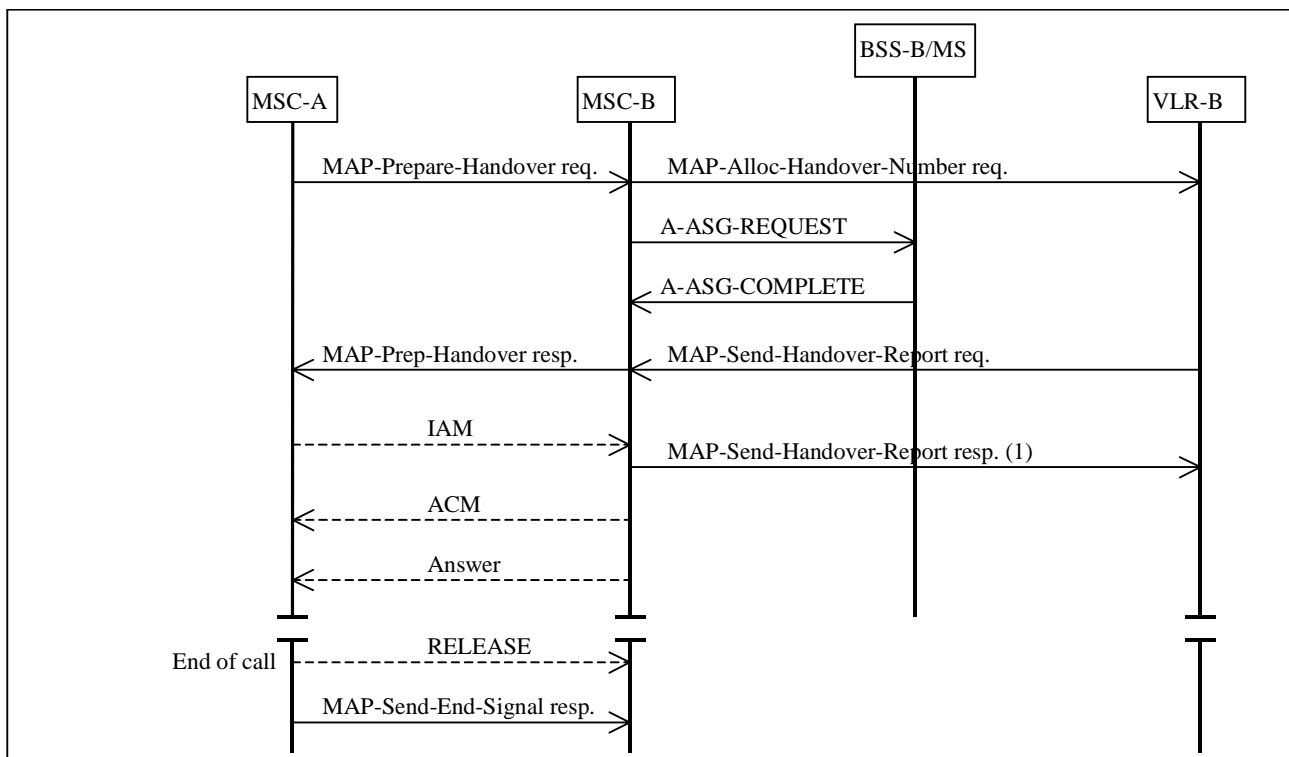 BSS-B/MS
MSC-A
MSC-B
VLR-B
MAP-Prepare-Handover req.
MAP-Alloc-Handover-Number req.
A-ASG-REQUEST
A-ASG-COMPLETE
MAP-Prep-Handover resp.
MAP-Send-Handover-Report req.
IAM
MAP-Send-Handover-Report resp. (1)
ACM
Answer
End of call
RELEASE
MAP-Send-End-Signal resp.